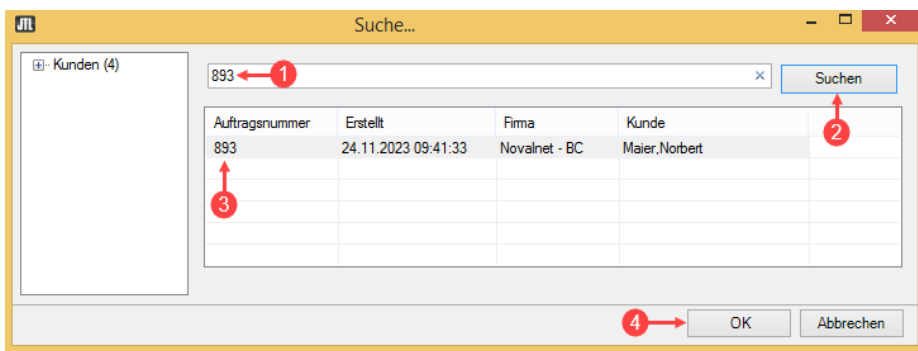 JTL
Suche...
Kunden (4)
893 1
Suchen
2
Auftragsnummer Erstellt Firma Kunde
893 24.11.2023 09:41:33 Novalnet - BC Maier,Norbert
3
4 OK Abbrechen